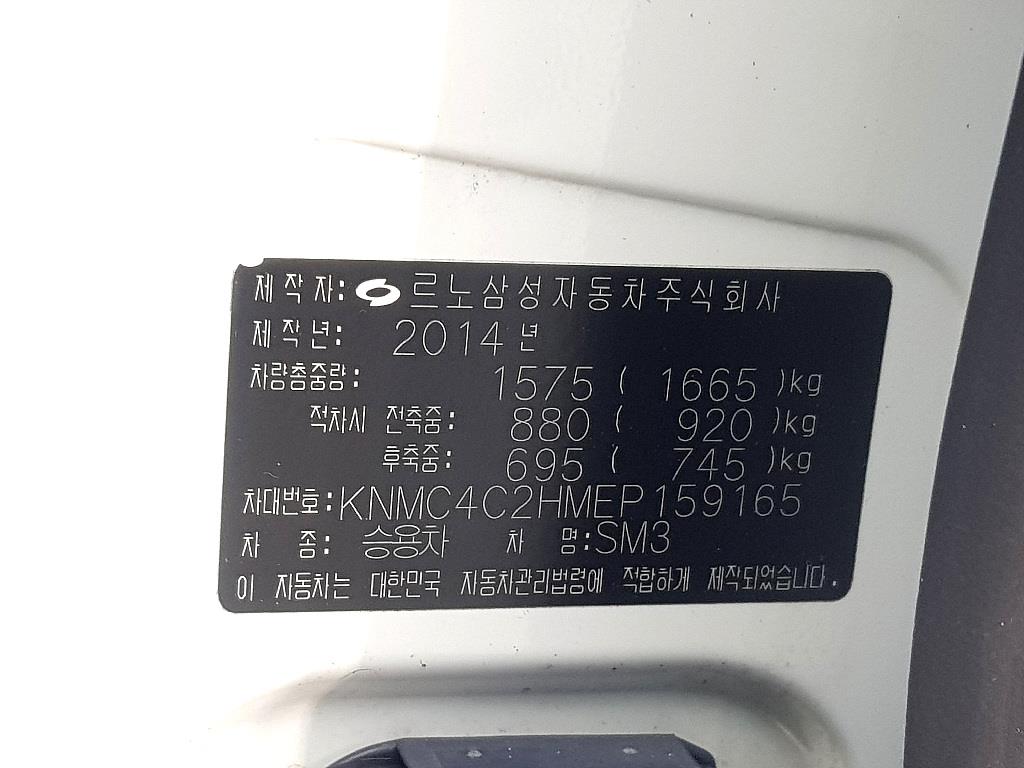 제 작 자: 르노삼성자동차주식회사
제 작 년: 2014 년
차량총중량: 1575 ( 1665 )kg
적차시 전축중: 880 ( 920 )kg
후축중: 695 ( 745 )kg
차대번호: KNMC4C2HMEP159165
차 종: 승용차 차 명: SM3
이 자동차는 대한민국 자동차관리법령에 적합하게 제작되었습니다.